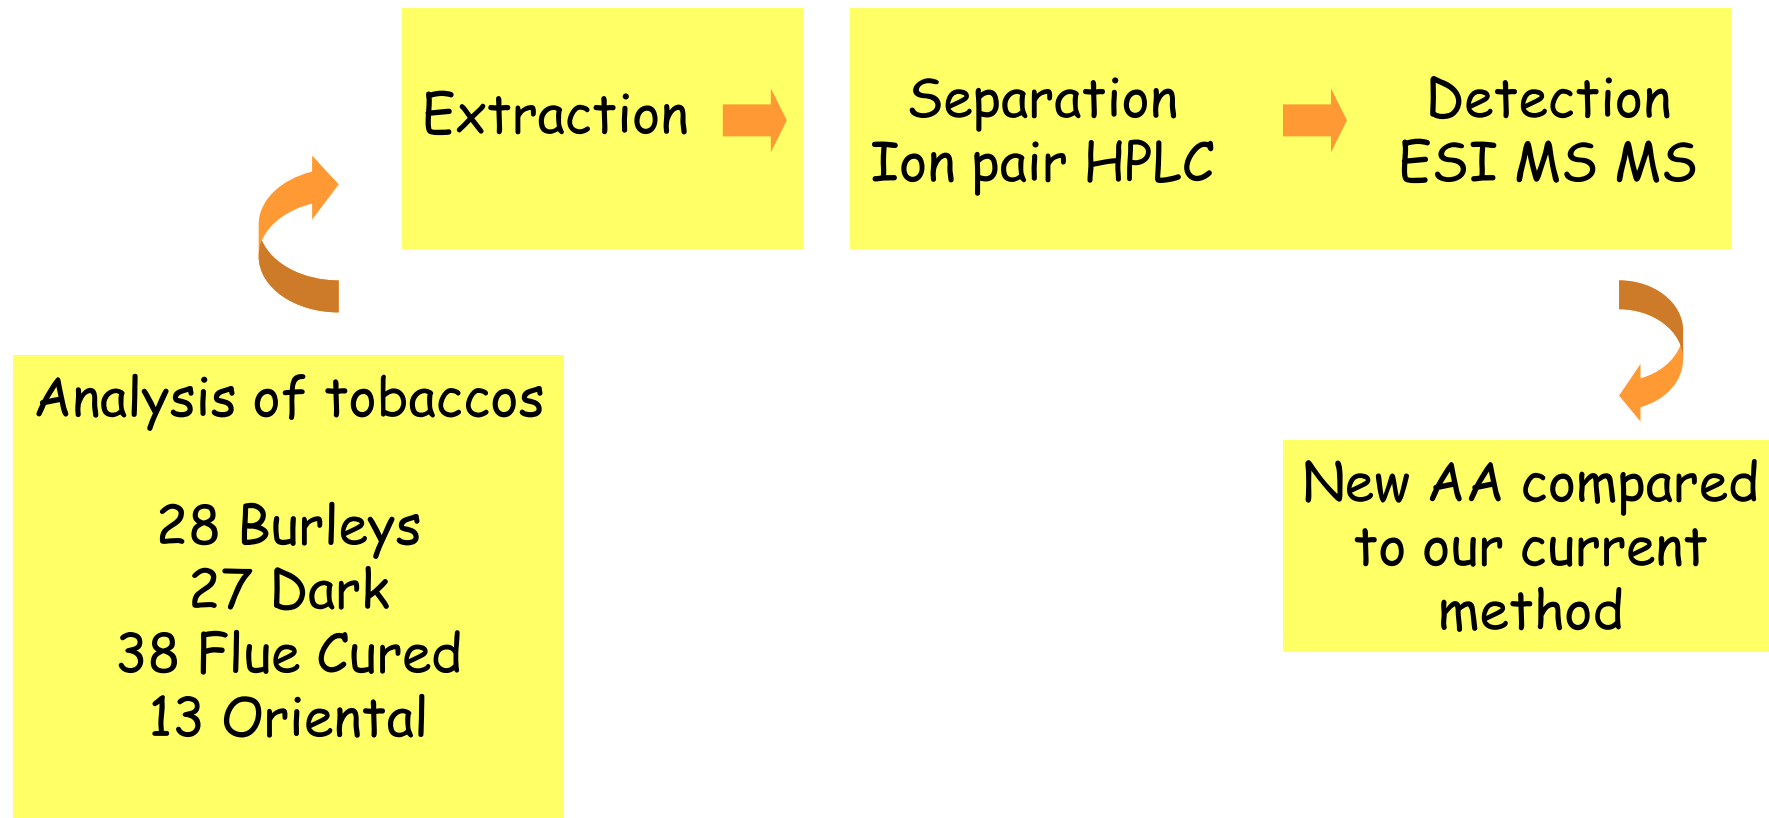 Extraction
Separation
Ion pair HPLC
Detection
ESI MS MS
Analysis of tobaccos
28 Burleys
27 Dark
38 Flue Cured
13 Oriental
New AA compared
to our current
method